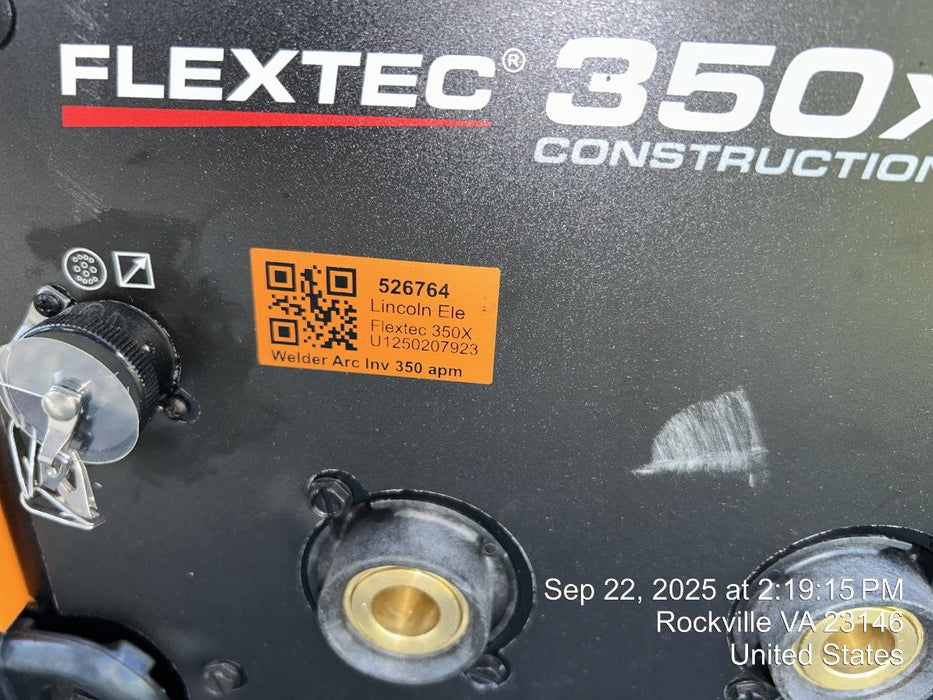 FLEXTEC® 350x
CONSTRUCTION
526764
Lincoln Ele
Flextec 350X
U1250207923
Welder Arc Inv 350 apm
Sep 22, 2025 at 2:19:15 PM
Rockville VA 23146
United States